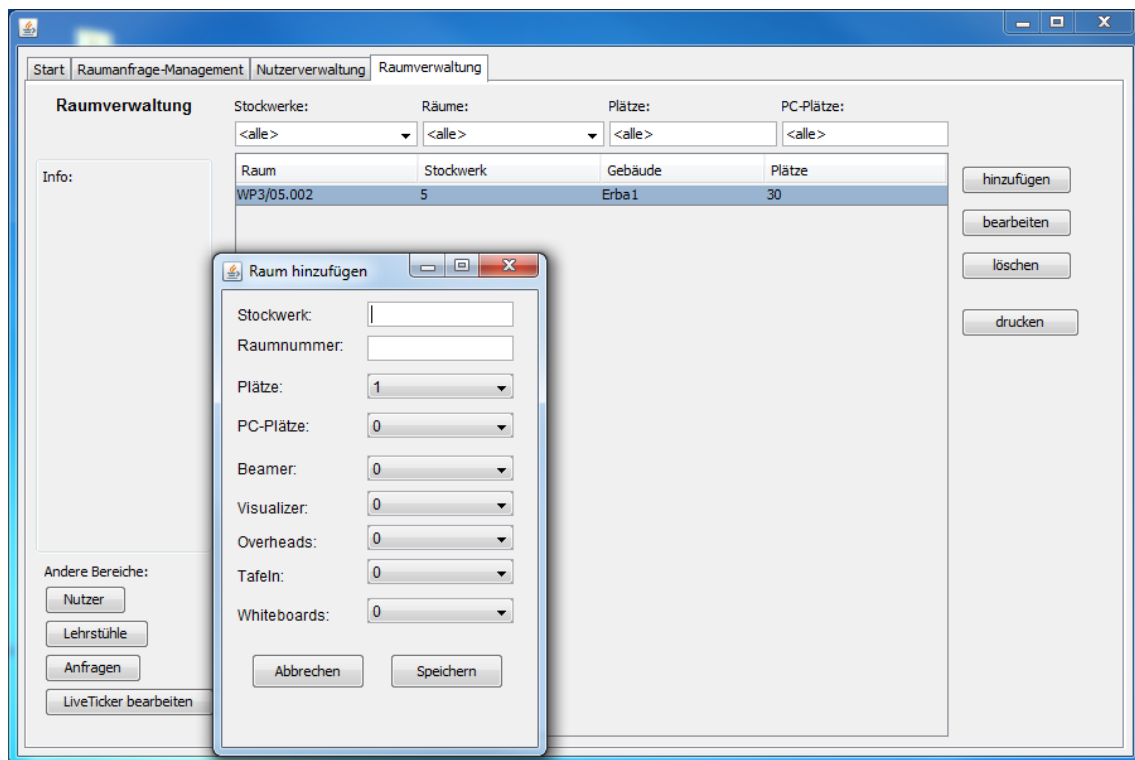 Start Raumanfrage-Management Nutzerverwaltung Raumverwaltung
Raumverwaltung
Stockwerke: Räume: Plätze: PC-Plätze:
<alle> <alle> <alle> <alle>
Info:
Raum Stockwerk Gebäude Plätze
WP3/05.002 5 Erba1 30
hinzufügen
bearbeiten
löschen
drucken
Raum hinzufügen
Stockwerk:
Raumnummer:
Plätze: 1
PC-Plätze: 0
Beamer: 0
Visualizer: 0
Overheads: 0
Tafeln: 0
Whiteboards: 0
Abbrechen Speichern
Andere Bereiche:
Nutzer
Lehrstühle
Anfragen
LiveTicker bearbeiten